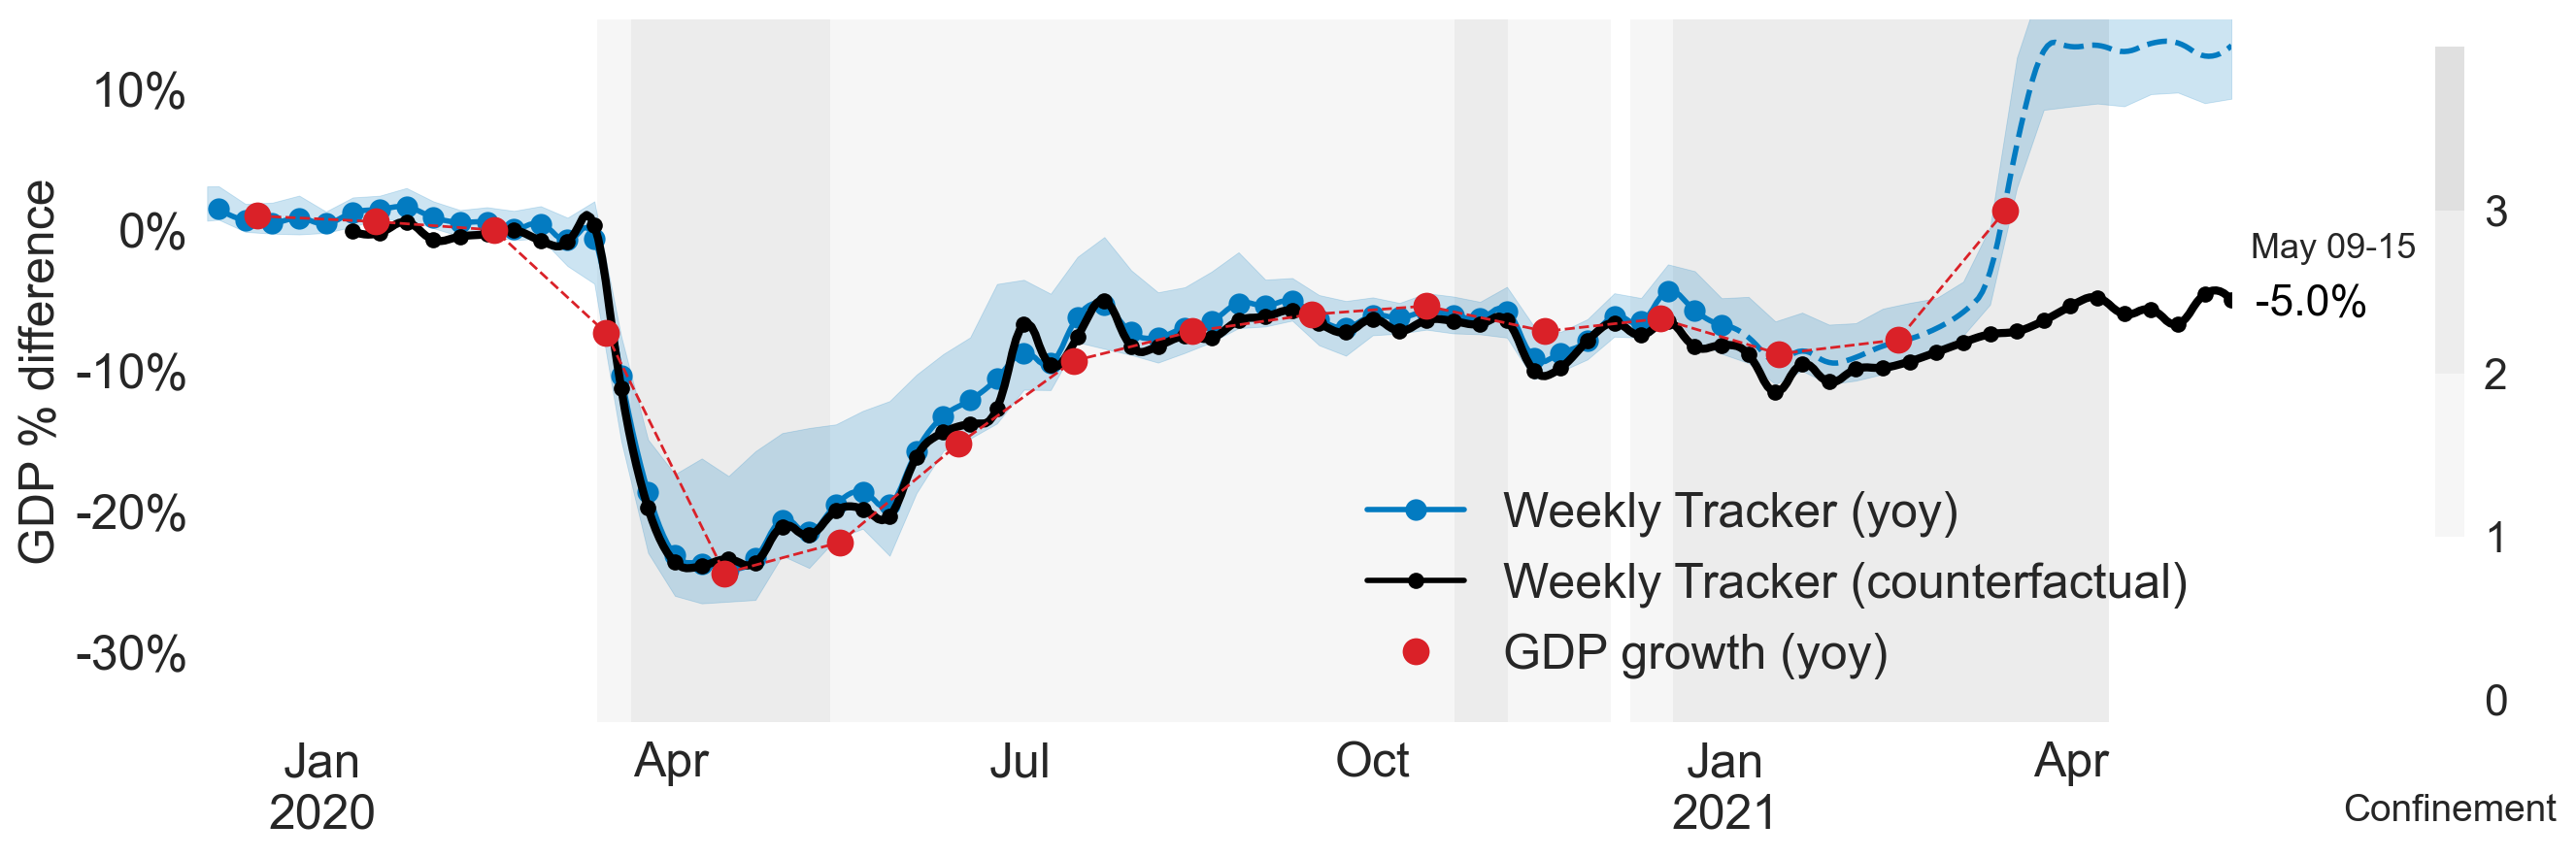 GDP % difference
10%
0%
-10%
-20%
-30%
Jan
2020
Apr
Jul
Oct
Jan
2021
Apr
Weekly Tracker (yoy)
Weekly Tracker (counterfactual)
GDP growth (yoy)
May 09-15
-5.0%
3
2
1
0
Confinement